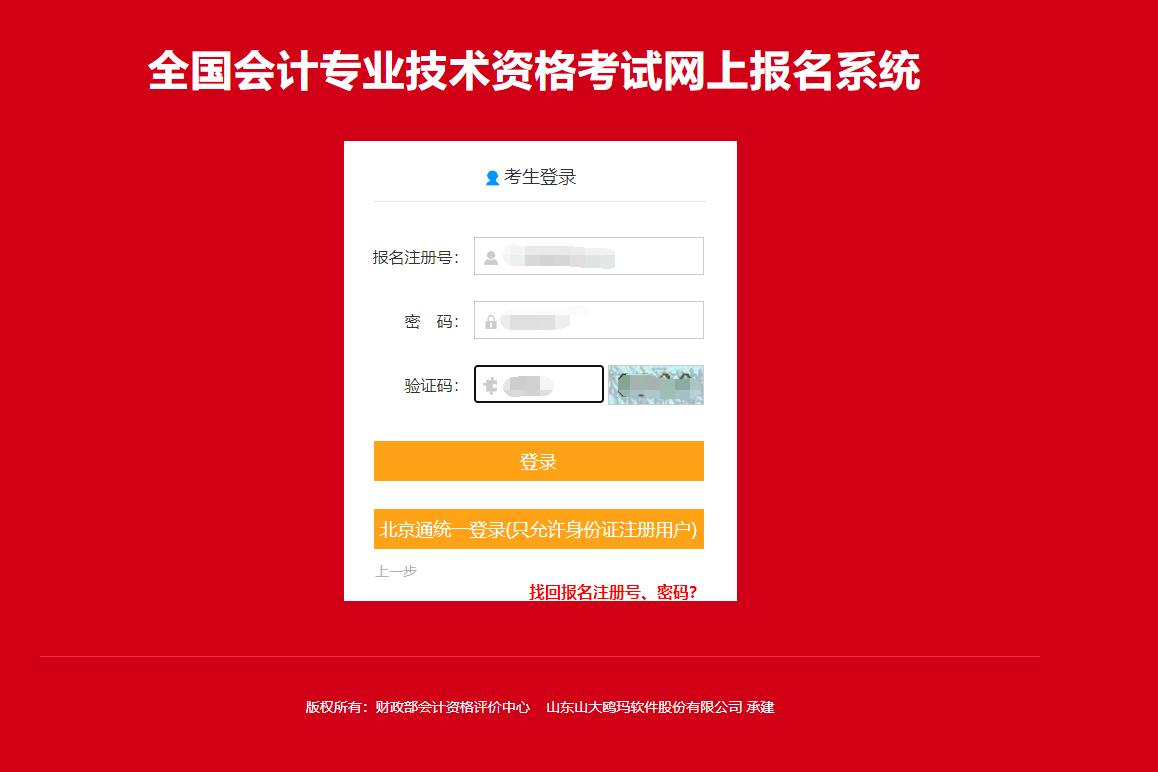 全国会计专业技术资格考试网上报名系统
考生登录
报名注册号：
密 码：
验证码：
登录
北京通统一登录(只允许身份证注册用户)
上一步
找回报名注册号、密码?
版权所有：财政部会计资格评价中心 山东山大鸥玛软件股份有限公司 承建